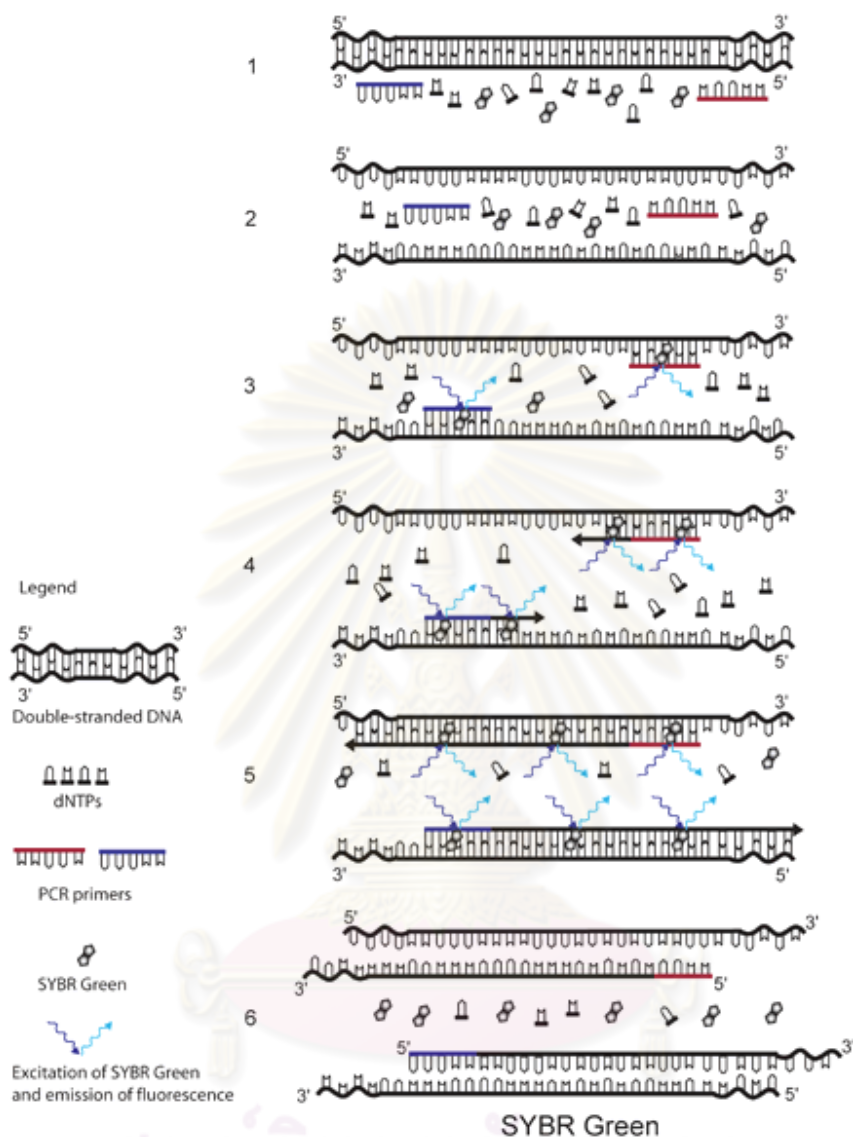 5' 3'
1
3' 5'
5' 3'
2
3' 5'
5' 3'
3
3' 5'
5' 3'
4
3' 5'
Legend
5' 3'
3' 5'
Double-stranded DNA
dNTPs
PCR primers
SYBR Green
Excitation of SYBR Green
and emission of fluorescence
5' 3'
5
3' 5'
5' 3'
3' 5'
6
5' 3'
3' 5'
SYBR Green